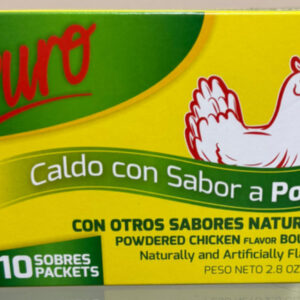 uro
Caldo con Sabor a Po
CON OTROS SABORES NATUR
POWDERED CHICKEN FLAVOR BOU
Naturally and Artificially Fla
10 SOBRES
PACKETS
PESO NETO 2.8 OZ